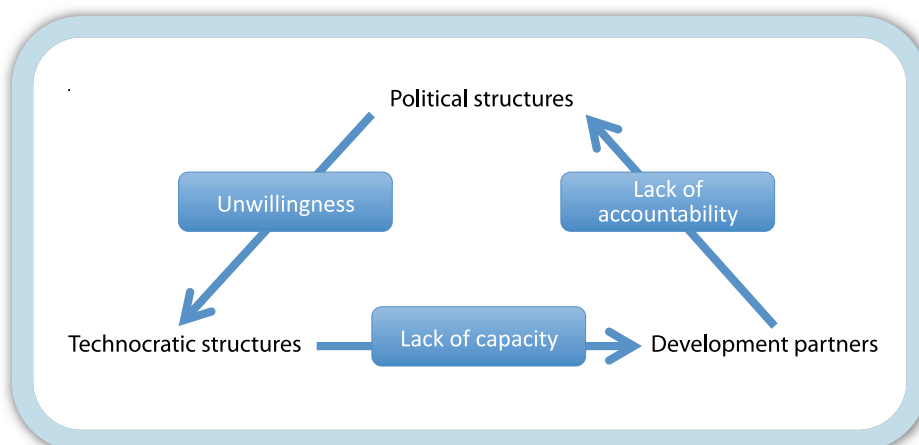 Political structures
Unwillingness
Lack of
accountability
Technocratic structures
Lack of capacity
Development partners